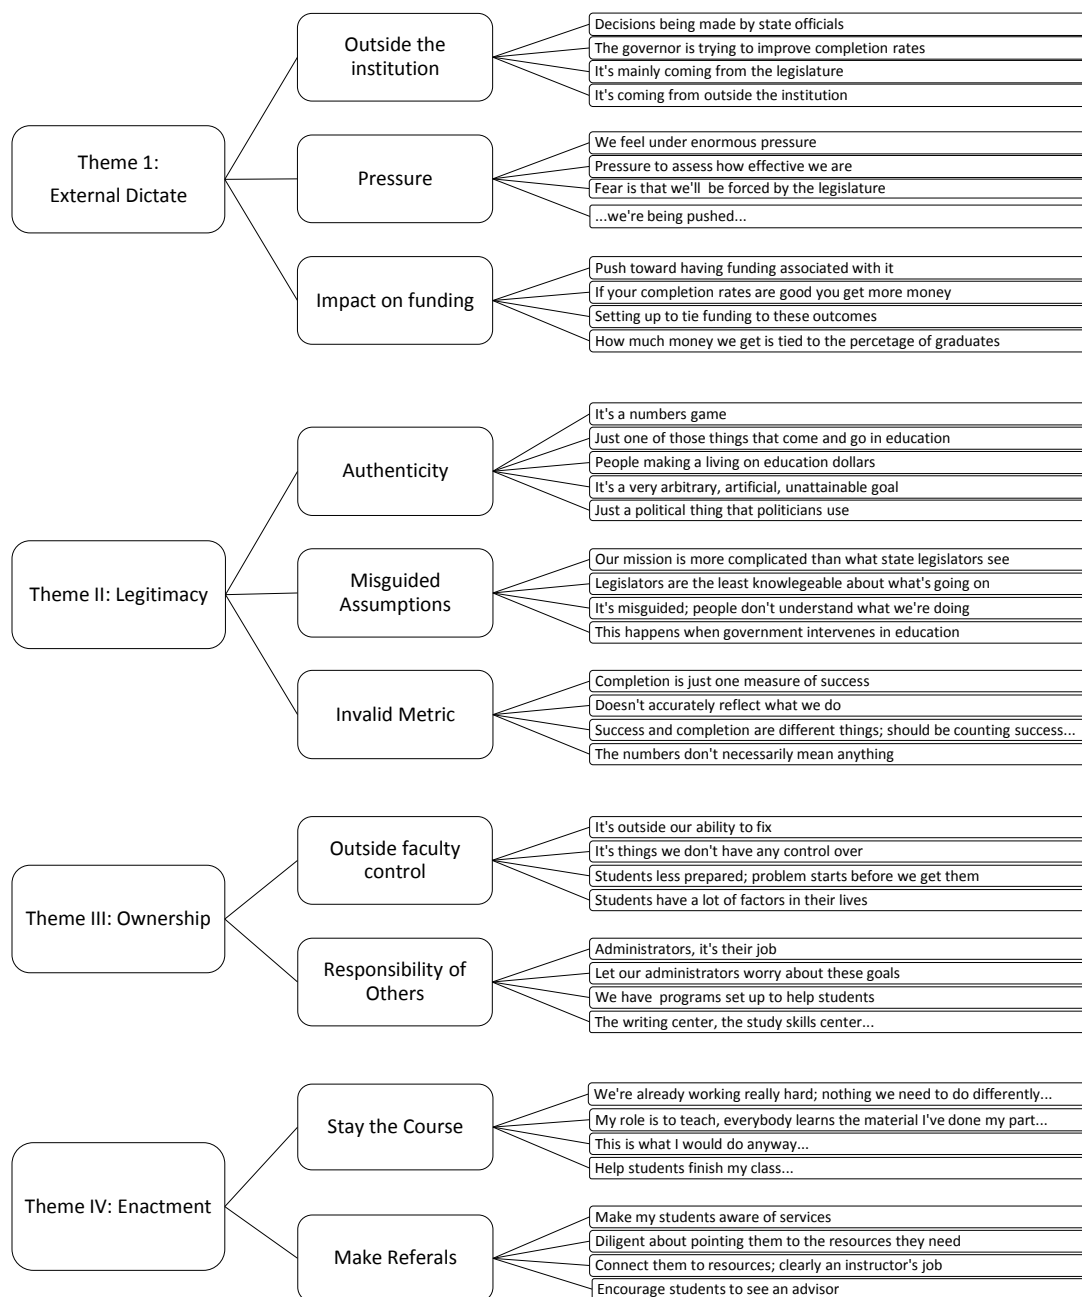 Theme 1:
External Dictate
Outside the
institution
Decisions being made by state officials
The governor is trying to improve completion rates
It's mainly coming from the legislature
It's coming from outside the institution
Pressure
We feel under enormous pressure
Pressure to assess how effective we are
Fear is that we'll  be forced by the legislature
...we're being pushed...
Impact on funding
Push toward having funding associated with it
If your completion rates are good you get more money
Setting up to tie funding to these outcomes
How much money we get is tied to the percetage of graduates
Theme II: Legitimacy
Authenticity
It's a numbers game
Just one of those things that come and go in education
People making a living on education dollars
It's a very arbitrary, artificial, unattainable goal
Just a political thing that politicians use
Misguided
Assumptions
Our mission is more complicated than what state legislators see
Legislators are the least knowlegeable about what's going on
It's misguided; people don't understand what we're doing
This happens when government intervenes in education
Invalid Metric
Completion is just one measure of success
Doesn't accurately reflect what we do
Success and completion are different things; should be counting success...
The numbers don't necessarily mean anything
Theme III: Ownership
Outside faculty
control
It's outside our ability to fix
It's things we don't have any control over
Students less prepared; problem starts before we get them
Students have a lot of factors in their lives
Responsibility of
Others
Administrators, it's their job
Let our administrators worry about these goals
We have  programs set up to help students
The writing center, the study skills center...
Theme IV: Enactment
Stay the Course
We're already working really hard; nothing we need to do differently...
My role is to teach, everybody learns the material I've done my part...
This is what I would do anyway...
Help students finish my class...
Make Referals
Make my students aware of services
Diligent about pointing them to the resources they need
Connect them to resources; clearly an instructor's job
Encourage students to see an advisor